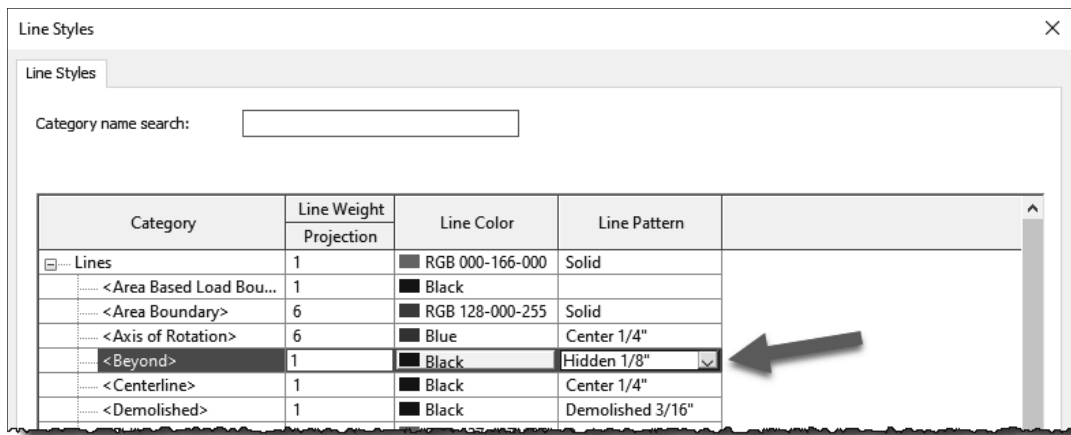 Line Styles
Line Styles
Category name search:
Category Line Weight Line Color Line Pattern
Projection
Lines 1 RGB 000-166-000 Solid
<Area Based Load Bou... 1 Black
<Area Boundary> 6 RGB 128-000-255 Solid
<Axis of Rotation> 6 Blue Center 1/4"
<Beyond> 1 Black Hidden 1/8"
<Centerline> 1 Black Center 1/4"
<Demolished> 1 Black Demolished 3/16"